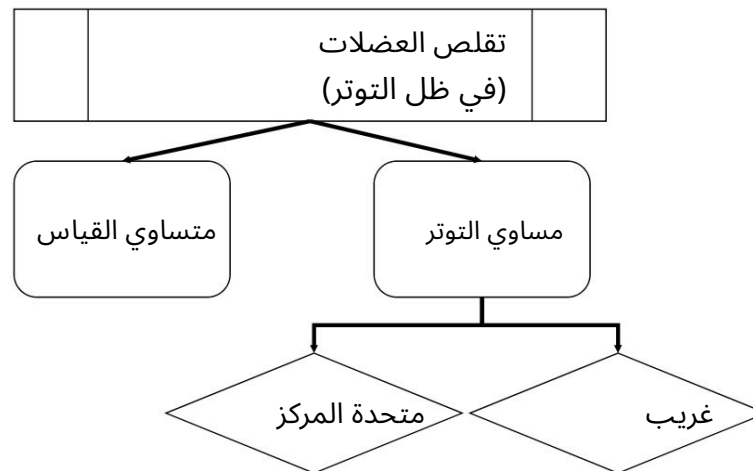 تقلص العضلات
(في ظل التوتر)
مساوي التوتر
متساوي القياس
غريب
متحدة المركز